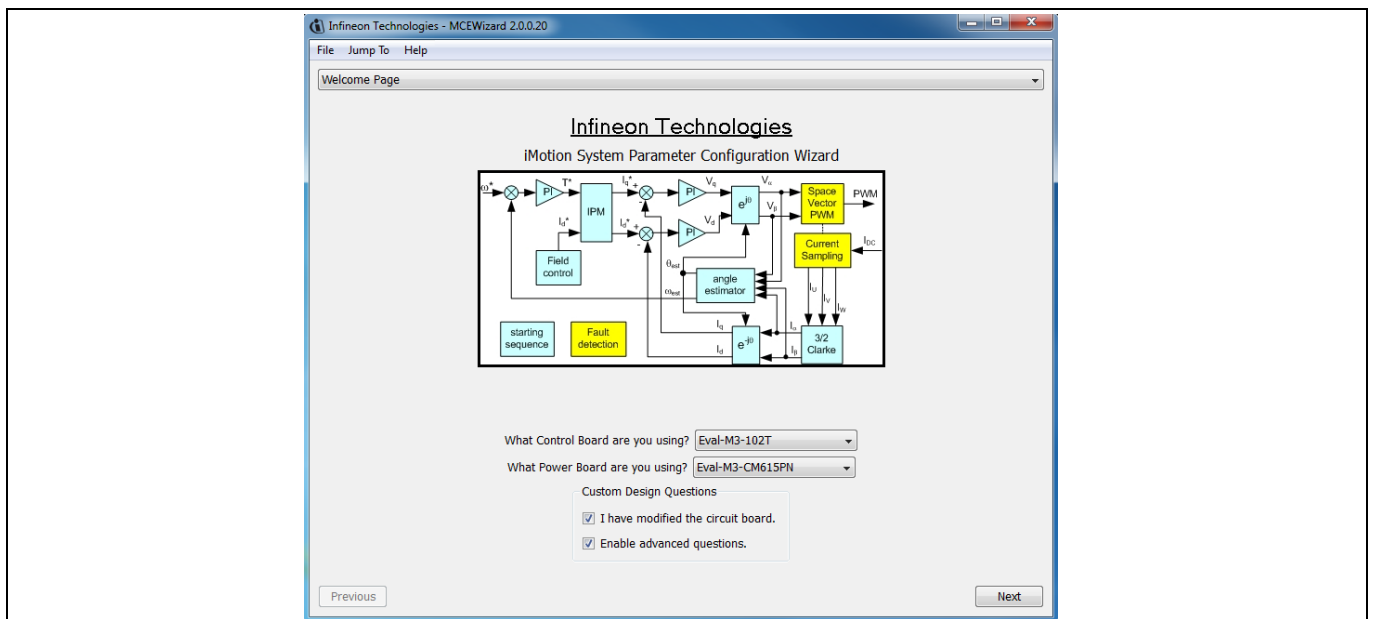 Infineon Technologies - MCEWizard 2.0.0.20
File Jump To Help
Welcome Page
Infineon Technologies
iMotion System Parameter Configuration Wizard
ω* PI T* IPM Iq* + - PI Vq e^jθ Vα Space Vector PWM PWM
Id* Id* + - PI Vd Vβ
Field control
Current Sampling IDC
θest
angle estimator
ωest
IU IV IW
starting sequence
Fault detection
Iq e^-jθ Iα 3/2 Clarke
Id Iβ
What Control Board are you using? Eval-M3-102T
What Power Board are you using? Eval-M3-CM615PN
Custom Design Questions
I have modified the circuit board.
Enable advanced questions.
Previous Next